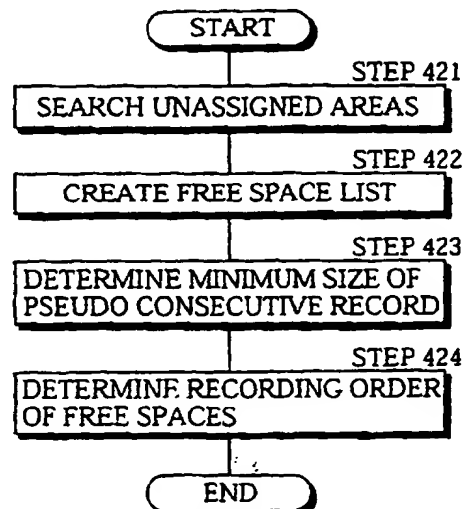 START
STEP 421
SEARCH UNASSIGNED AREAS
STEP 422
CREATE FREE SPACE LIST
STEP 423
DETERMINE MINIMUM SIZE OF
PSEUDO CONSECUTIVE RECORD
STEP 424
DETERMINE RECORDING ORDER
OF FREE SPACES
END